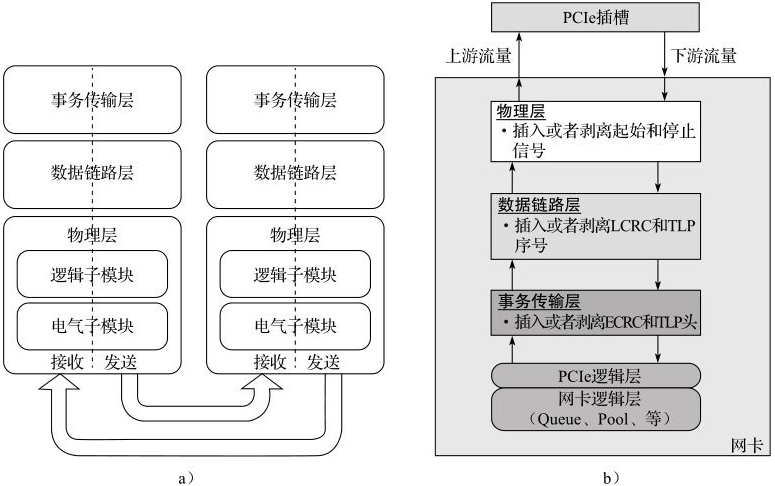 事务传输层
数据链路层
物理层
逻辑子模块
电气子模块
接收 发送
事务传输层
数据链路层
物理层
逻辑子模块
电气子模块
接收 发送
a）
PCIe插槽
上游流量
下游流量
物理层
·插入或者剥离起始和停止
信号
数据链路层
·插入或者剥离LCRC和TLP
序号
事务传输层
·插入或者剥离ECRC和TLP头
PCIe逻辑层
网卡逻辑层
（Queue、Pool、等）
网卡
b）